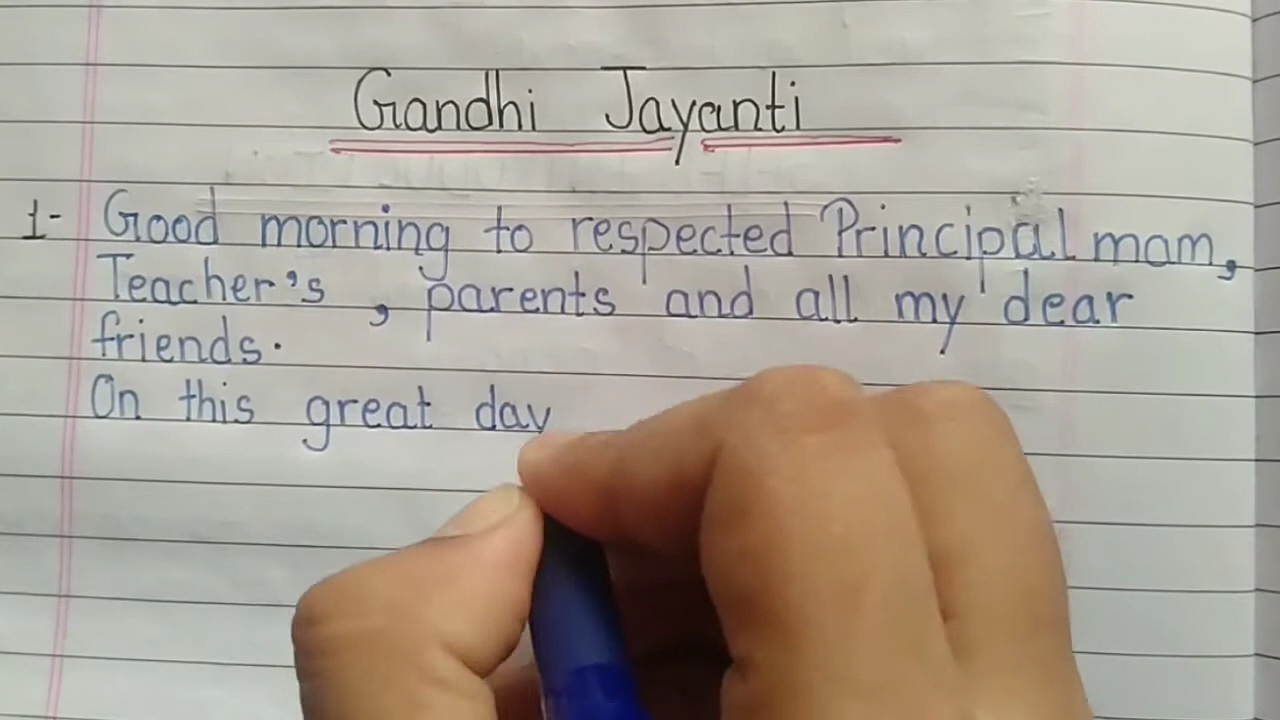 Gandhi Jayanti
1- Good morning to respected Principal mam,
Teacher's , parents and all my dear
friends.
On this great day